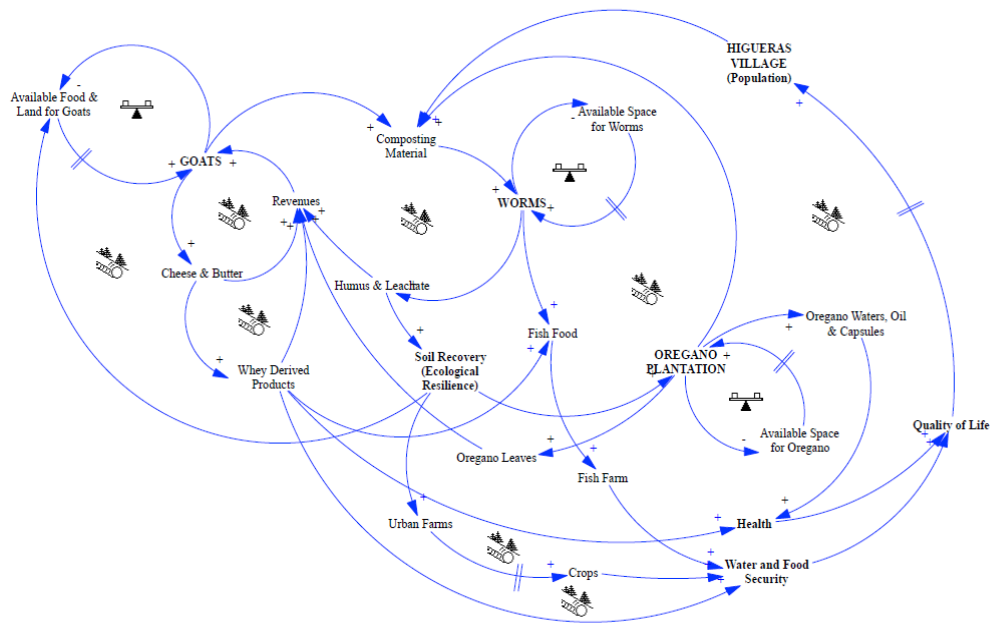 HIGUERAS
VILLAGE
(Population)
+
-
Available Food &
Land for Goats
+
Composting
Material
+
+
Available Space
for Worms
-
+ GOATS +
Revenues
+
+
+
+
WORMS
+
+
Cheese & Butter
Humus & Leachate
+
+
Fish Food
+
+
Soil Recovery
(Ecological
Resilience)
+
Whey Derived
Products
Oregano Waters, Oil
& Capsules
+
OREGANO
PLANTATION
+
+
-
Available Space
for Oregano
Quality of Life
+
+
Oregano Leaves
+
+
Fish Farm
+
Urban Farms
+
+
Health
+
Water and Food
Security
+
+
Crops
+